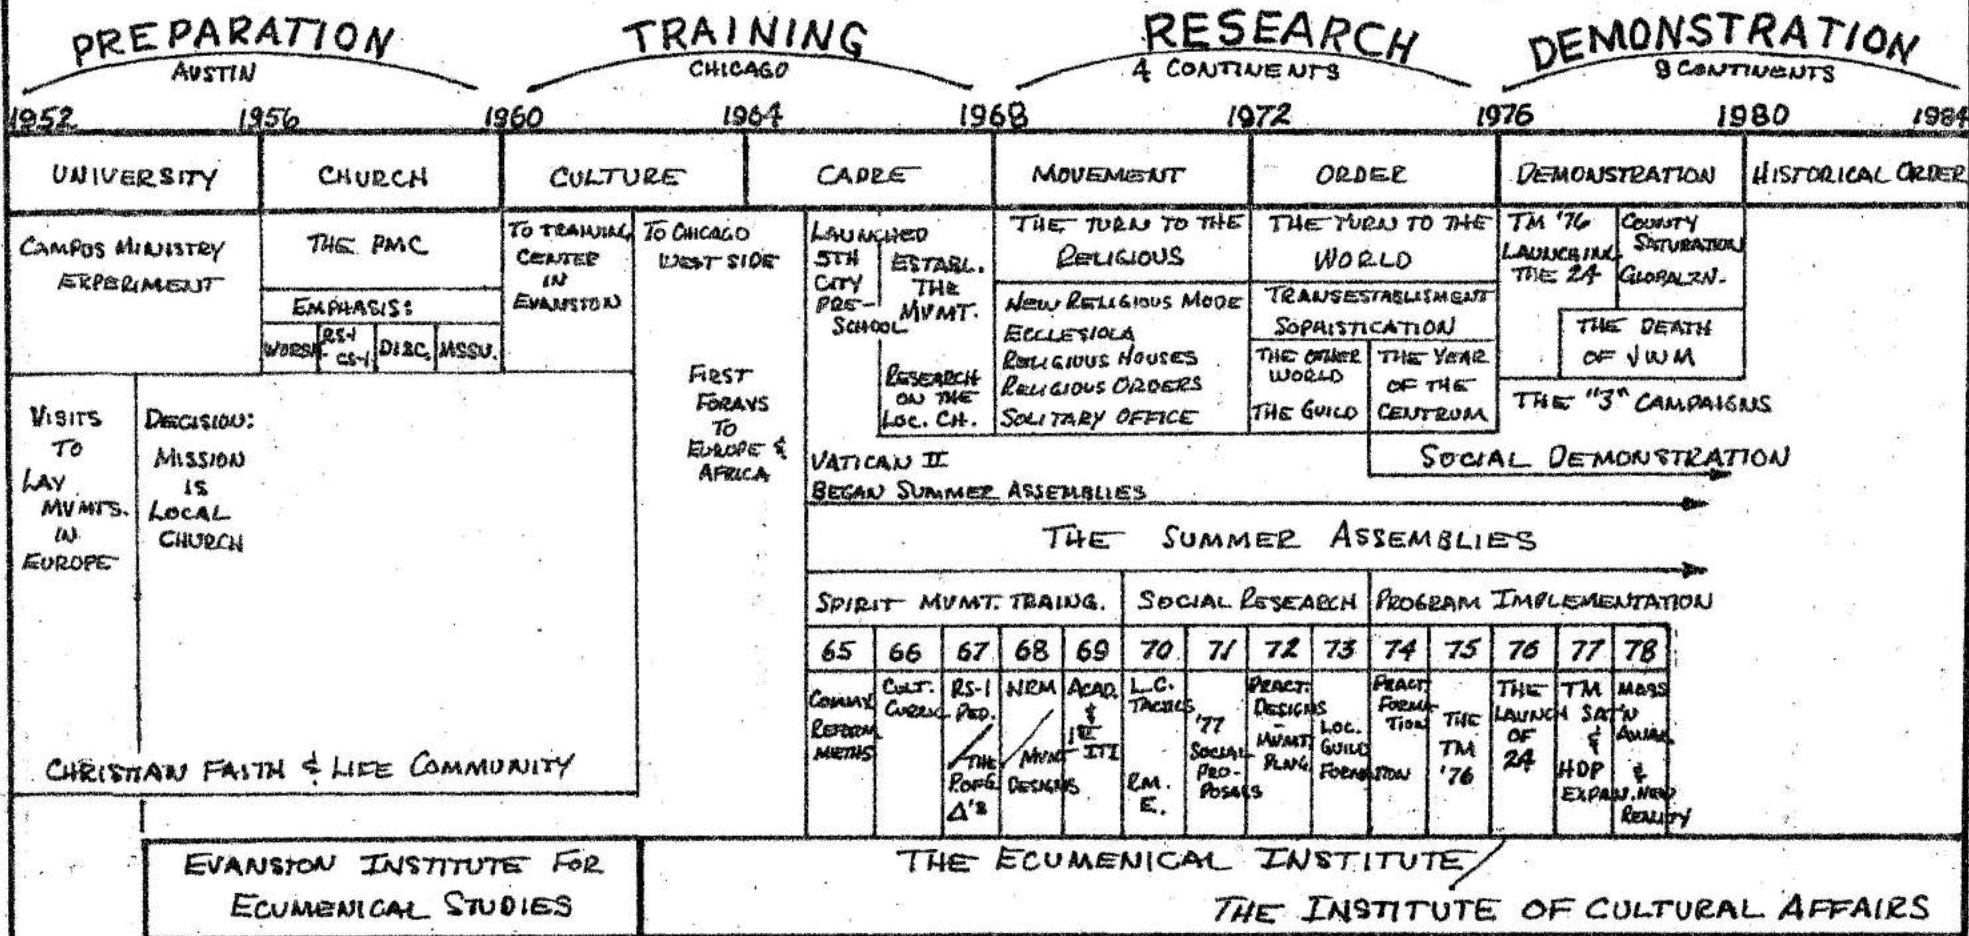 PREPARATION
AUSTIN
TRAINING
CHICAGO
RESEARCH
4 CONTINENTS
DEMONSTRATION
9 CONTINENTS
1952 1956 1960 1964 1968 1972 1976 1980 1984
UNIVERSITY
CHURCH
CULTURE
CADRE
MOVEMENT
ORDER
DEMONSTRATION
HISTORICAL ORDER
CAMPUS MINISTRY
EXPERIMENT
THE PMC
EMPHASIS:
WORSH.
RS-1
CS-1
DISC.
MSSU.
TO TRAINING
CENTER
IN
EVANSTON
TO CHICAGO
WEST SIDE
FIRST
FORAYS
TO
EUROPE &
AFRICA
LAUNCHED
5TH
CITY
PRE-
SCHOOL
ESTABL.
THE
MVMT.
RESEARCH
ON THE
LOC. CH.
THE TURN TO THE
RELIGIOUS
NEW RELIGIOUS MODE
ECCLESIOLA
RELIGIOUS HOUSES
RELIGIOUS ORDERS
SOLITARY OFFICE
THE TURN TO THE
WORLD
TRANSESTABLISMENT
SOPHISTICATION
THE OTHER
WORLD
THE GUILD
THE YEAR
OF THE
CENTRUM
TM '76
LAUNCHING
THE 24
COUNTY
SATURATION
GLOBALZN.
THE DEATH
OF JWM
THE "3" CAMPAIGNS
SOCIAL DEMONSTRATION
VISITS
TO
LAY
MVMTS.
IN
EUROPE
DECISION:
MISSION
IS
LOCAL
CHURCH
VATICAN II
BEGAN SUMMER ASSEMBLIES
THE SUMMER ASSEMBLIES
SPIRIT MVMT. TRAING.
SOCIAL RESEARCH
PROGRAM IMPLEMENTATION
65 66 67 68 69 70 71 72 73 74 75 76 77 78
COMMY.
REFORM.
METHS
CULT.
CURRIC.
RS-1
PED.
/THE
Δ'S
NRM
/
MVMT
DESIGNS
ACAD.
&
1ST
ITI
L.C.
TACTICS
P.M.
E.
'77
SOCIAL
PRO-
POSALS
PRACT.
DESIGNS
-
MVMT
PLNG
LOC.
GUILD
FORMATION
PRACT.
FORMA-
TION
THE
TM
'76
THE
LAUNCH
OF
24
TM
SAT'N
&
HDP
EXPAN.
MASS
AWAK.
&
NEW
REALITY
CHRISTIAN FAITH & LIFE COMMUNITY
EVANSTON INSTITUTE FOR
ECUMENICAL STUDIES
THE ECUMENICAL INSTITUTE/
THE INSTITUTE OF CULTURAL AFFAIRS